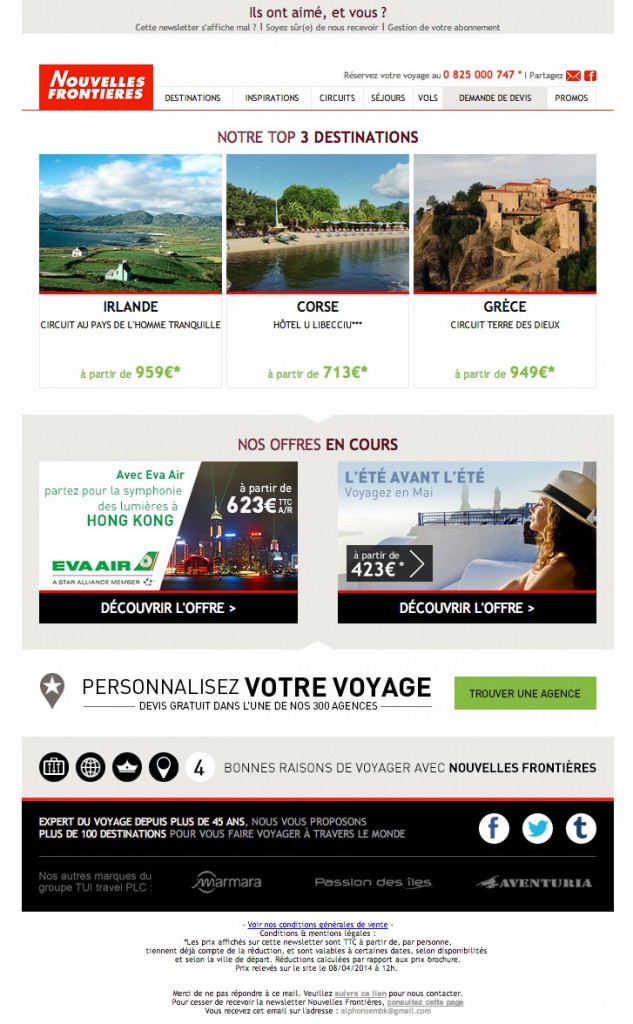 Ils ont aimé, et vous ?
Cette newsletter s'affiche mal ? I Soyez sûr(e) de nous recevoir I Gestion de votre abonnement
NOUVELLES
FRONTIERES
Réservez votre voyage au 0 825 000 747 * I Partagez
DESTINATIONS INSPIRATIONS CIRCUITS SÉJOURS VOLS DEMANDE DE DEVIS PROMOS
NOTRE TOP 3 DESTINATIONS
IRLANDE
CIRCUIT AU PAYS DE L'HOMME TRANQUILLE
à partir de 959€*
CORSE
HÔTEL U LIBECCIU***
à partir de 713€*
GRÈCE
CIRCUIT TERRE DES DIEUX
à partir de 949€*
NOS OFFRES EN COURS
Avec Eva Air
partez pour la symphonie
des lumières à
HONG KONG
à partir de
623€ TTC A/R
EVA AIR
A STAR ALLIANCE MEMBER
DÉCOUVRIR L'OFFRE >
L'ÉTÉ AVANT L'ÉTÉ
Voyagez en Mai
à partir de
423€*
DÉCOUVRIR L'OFFRE >
PERSONNALISEZ VOTRE VOYAGE
DEVIS GRATUIT DANS L'UNE DE NOS 300 AGENCES
TROUVER UNE AGENCE
4 BONNES RAISONS DE VOYAGER AVEC NOUVELLES FRONTIÈRES
EXPERT DU VOYAGE DEPUIS PLUS DE 45 ANS, NOUS VOUS PROPOSONS
PLUS DE 100 DESTINATIONS POUR VOUS FAIRE VOYAGER À TRAVERS LE MONDE
Nos autres marques du
groupe TUI travel PLC :
Marmara
Passion des îles
AVENTURIA
- Voir nos conditions générales de vente -
Conditions & mentions légales :
*Les prix affichés sur cette newsletter sont TTC à partir de, par personne,
tiennent déjà compte de la réduction, et sont valables à certaines dates, selon disponibilités
et selon la ville de départ. Réductions calculées par rapport aux prix brochure.
Prix relevés sur le site le 08/04/2014 à 12h.
Merci de ne pas répondre à ce mail. Veuillez suivre ce lien pour nous contacter.
Pour cesser de recevoir la newsletter Nouvelles Frontières, consultez cette page
Vous recevez cet email sur l'adresse : alphonsembk@gmail.com